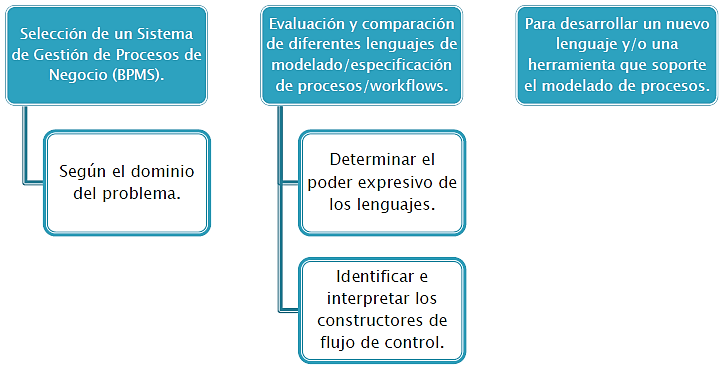 Selección de un Sistema
de Gestión de Procesos de
Negocio (BPMS).
Según el dominio
del problema.
Evaluación y comparación
de diferentes lenguajes de
modelado/especificación
de procesos/workflows.
Determinar el
poder expresivo de
los lenguajes.
Identificar e
interpretar los
constructores de
flujo de control.
Para desarrollar un nuevo
lenguaje y/o una
herramienta que soporte
el modelado de procesos.